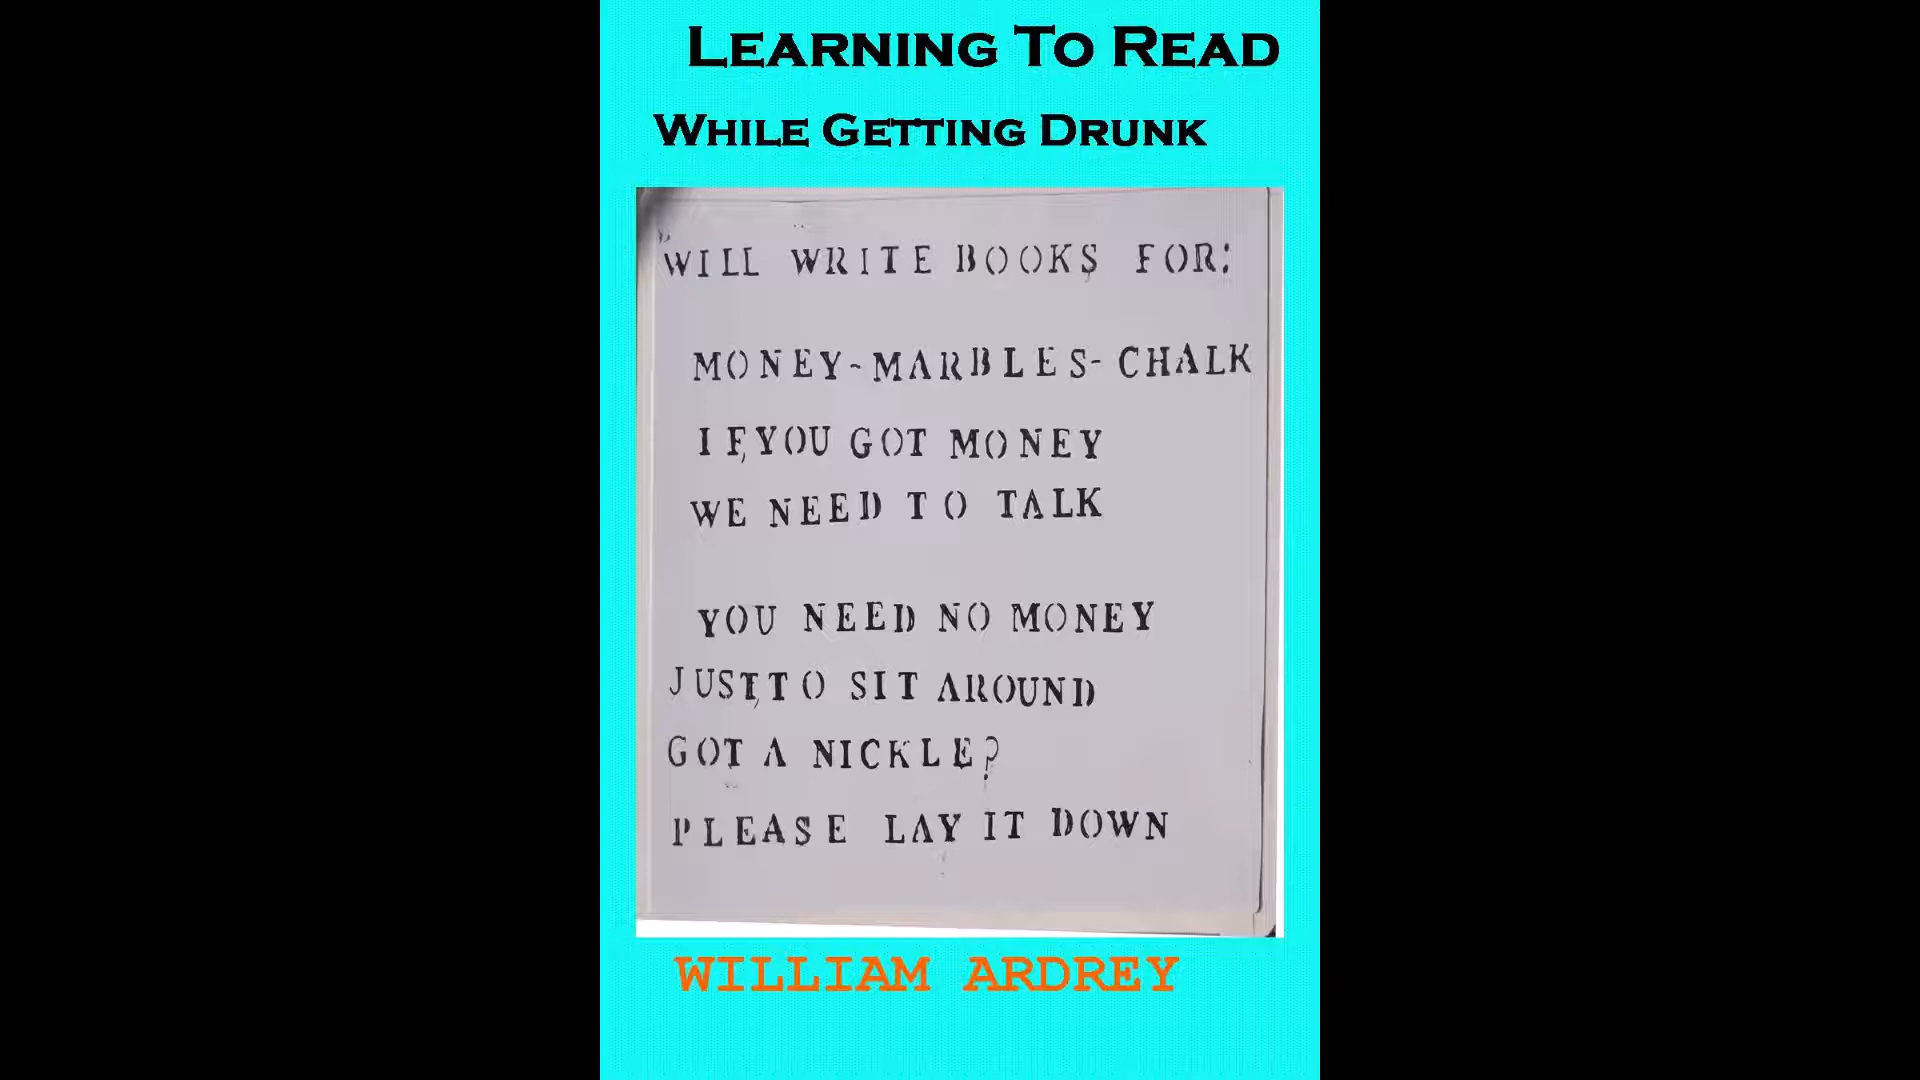 LEARNING TO READ
WHILE GETTING DRUNK
WILL WRITE BOOKS FOR:
MONEY-MARBLES-CHALK
IF YOU GOT MONEY
WE NEED TO TALK
YOU NEED NO MONEY
JUST TO SIT AROUND
GOT A NICKLE?
PLEASE LAY IT DOWN
WILLIAM ARDREY